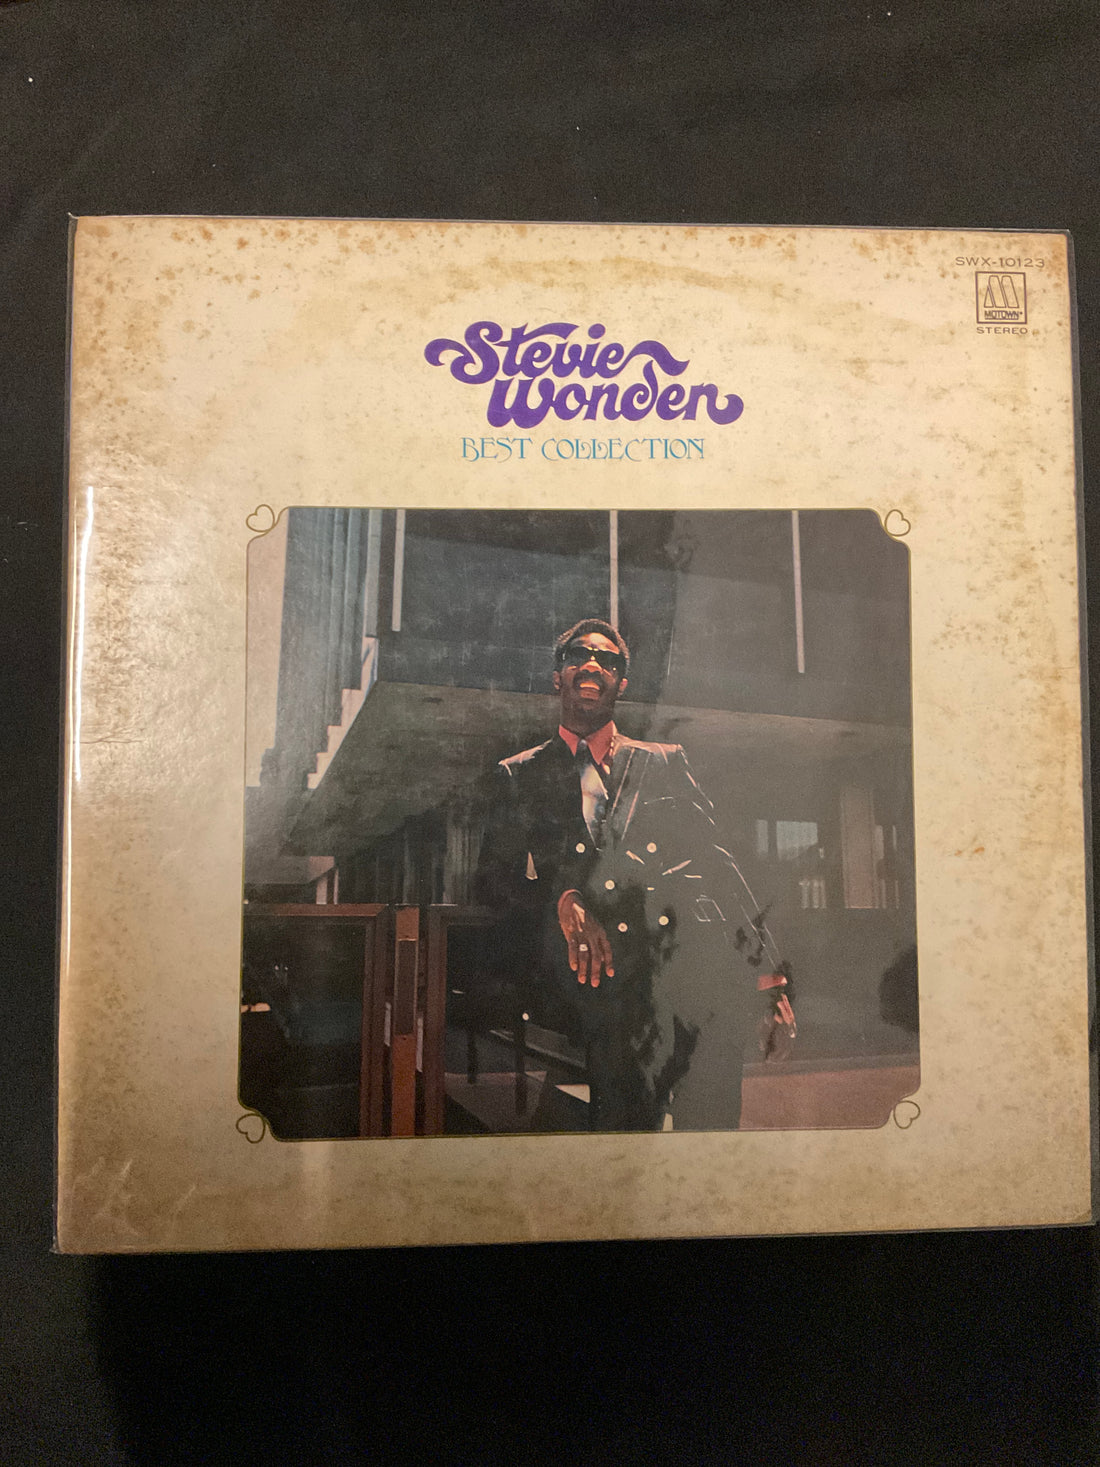 SWX-10123
MOTOWN
STEREO
Stevie
Wonder
BEST COLLECTION